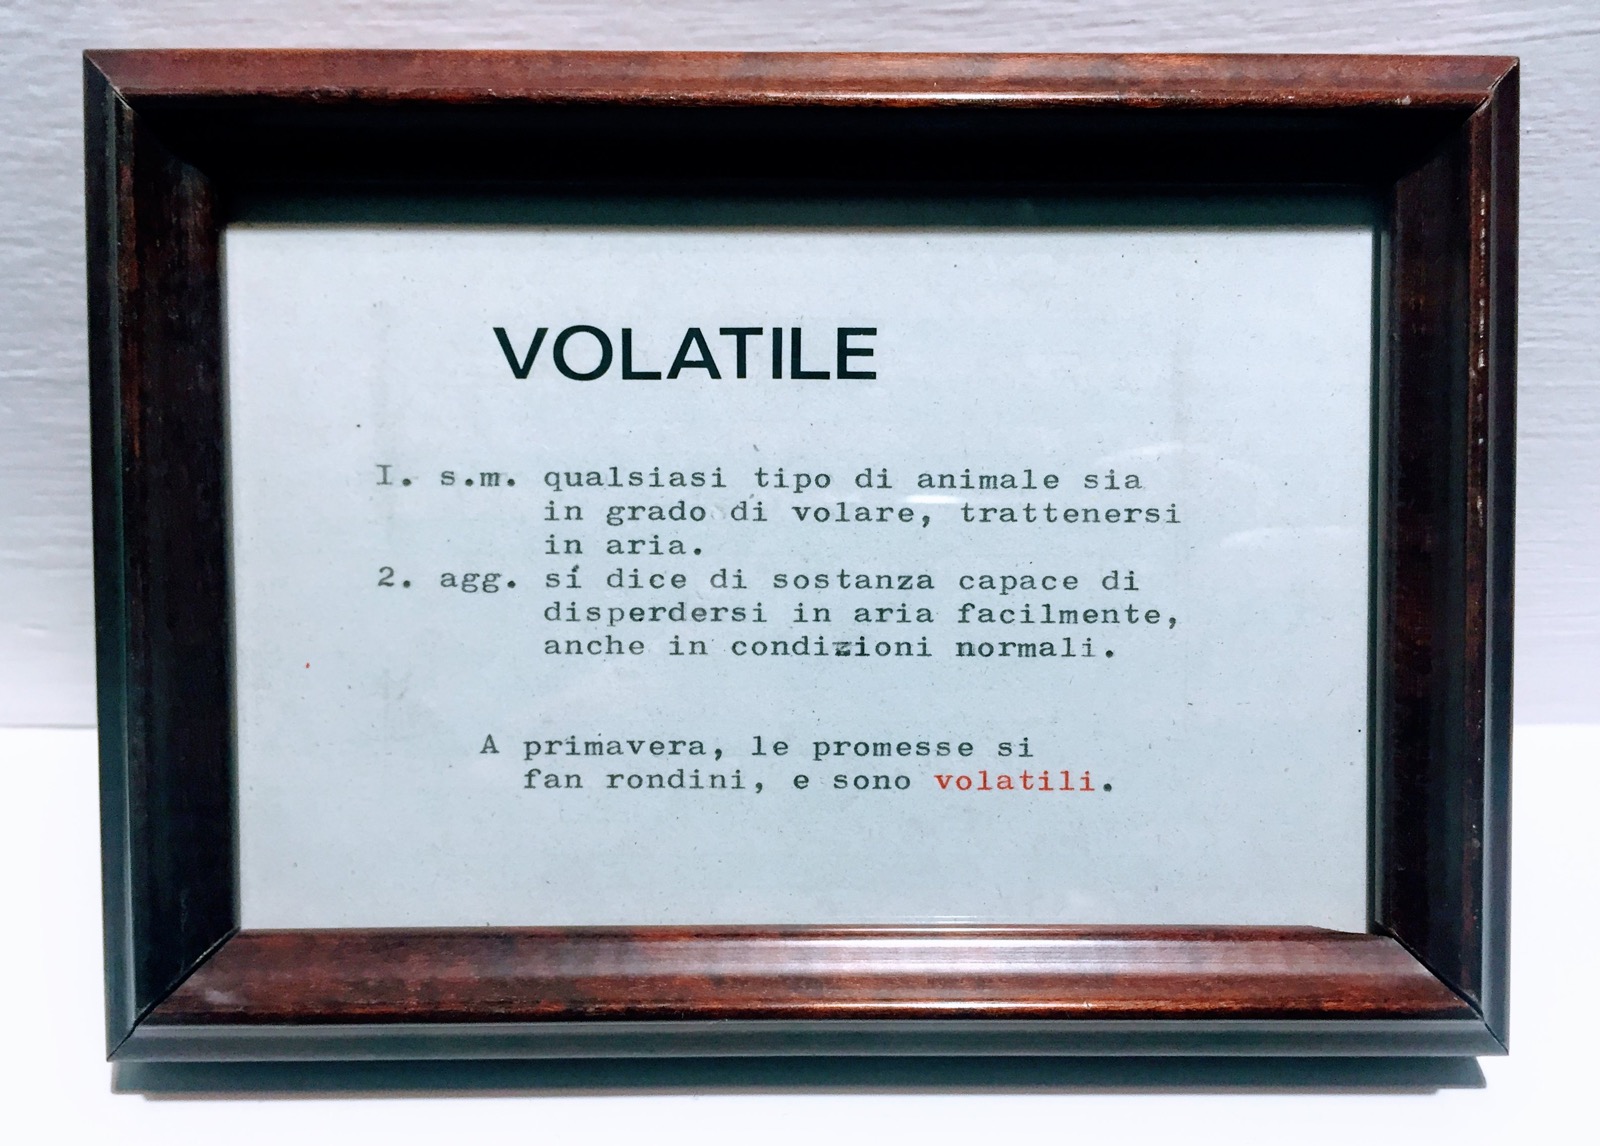 VOLATILE
1. s.m. qualsiasi tipo di animale sia
in grado di volare, trattenersi
in aria.
2. agg. si dice di sostanza capace di
disperdersi in aria facilmente,
anche in condizioni normali.
A primavera, le promesse si
fan rondini, e sono volatili.